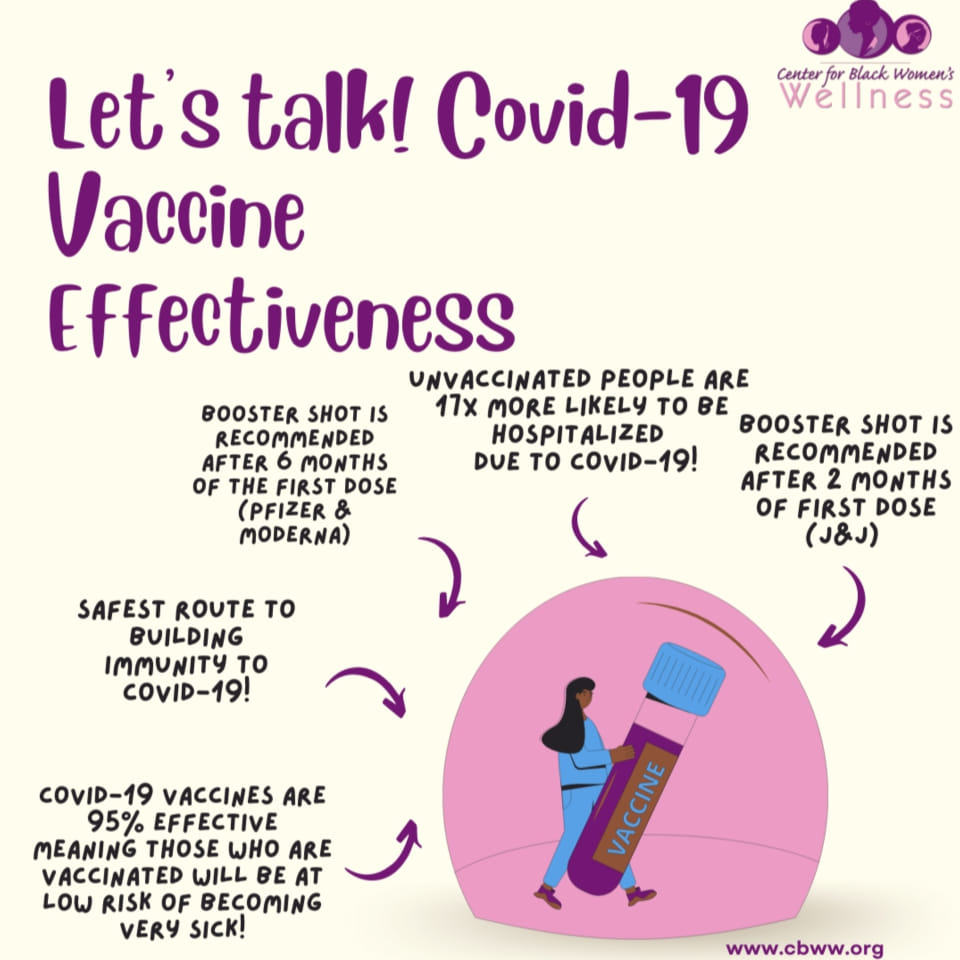 Center for Black Women's
Wellness
Let's talk! Covid-19
Vaccine
Effectiveness
UNVACCINATED PEOPLE ARE
17X MORE LIKELY TO BE
HOSPITALIZED
DUE TO COVID-19!
BOOSTER SHOT IS
RECOMMENDED
AFTER 6 MONTHS
OF THE FIRST DOSE
(PFIZER &
MODERNA)
BOOSTER SHOT IS
RECOMMENDED
AFTER 2 MONTHS
OF FIRST DOSE
(J&J)
SAFEST ROUTE TO
BUILDING
IMMUNITY TO
COVID-19!
COVID-19 VACCINES ARE
95% EFFECTIVE
MEANING THOSE WHO ARE
VACCINATED WILL BE AT
LOW RISK OF BECOMING
VERY SICK!
VACCINE
www.cbww.org